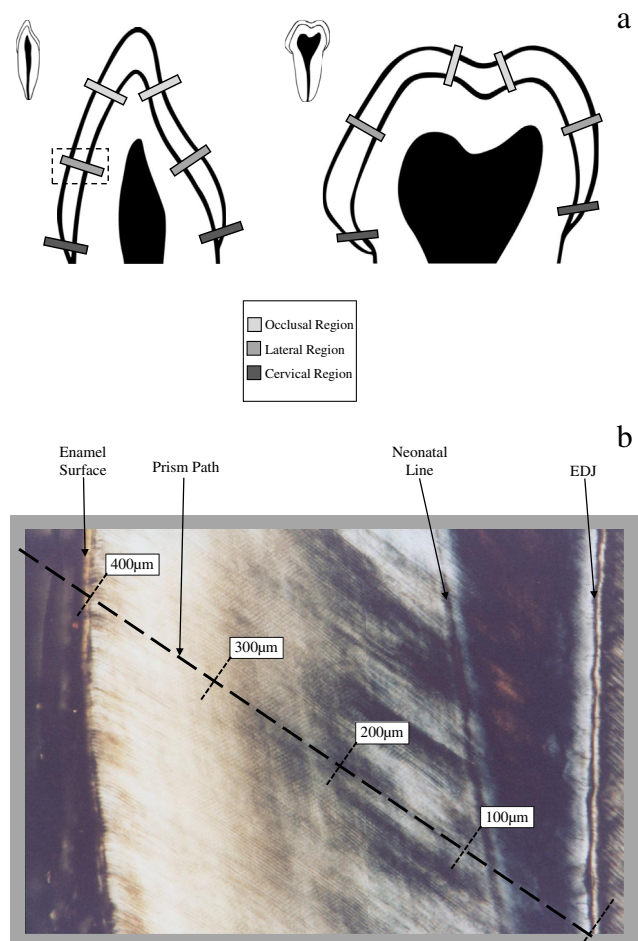 a
Occlusal Region
Lateral Region
Cervical Region
b
Enamel
Surface
Prism Path
Neonatal
Line
EDJ
400μm
300μm
200μm
100μm